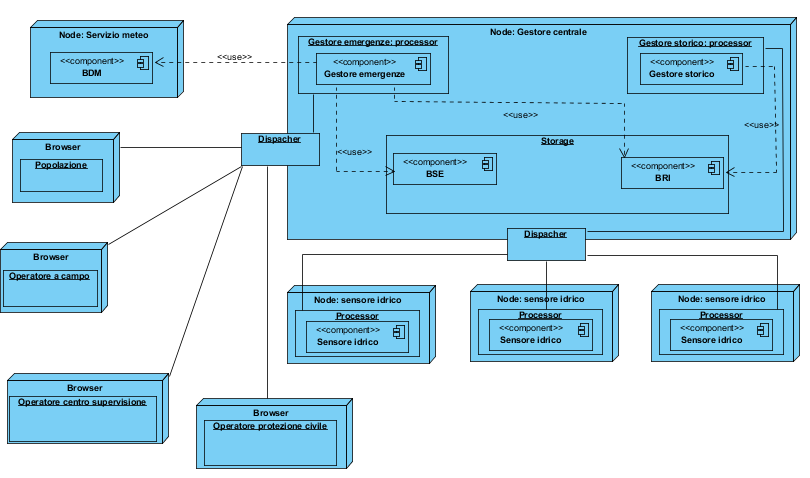 Node: Servizio meteo
<<component>>
BDM
<<use>>
Node: Gestore centrale
Gestore emergenze: processor
<<component>>
Gestore emergenze
Gestore storico: processor
<<component>>
Gestore storico
<<use>>
<<use>>
<<use>>
Storage
<<component>>
BSE
<<component>>
BRI
Dispacher
Browser
Popolazione
Browser
Operatore a campo
Browser
Operatore centro supervisione
Browser
Operatore protezione civile
Dispacher
Node: sensore idrico
Processor
<<component>>
Sensore idrico
Node: sensore idrico
Processor
<<component>>
Sensore idrico
Node: sensore idrico
Processor
<<component>>
Sensore idrico